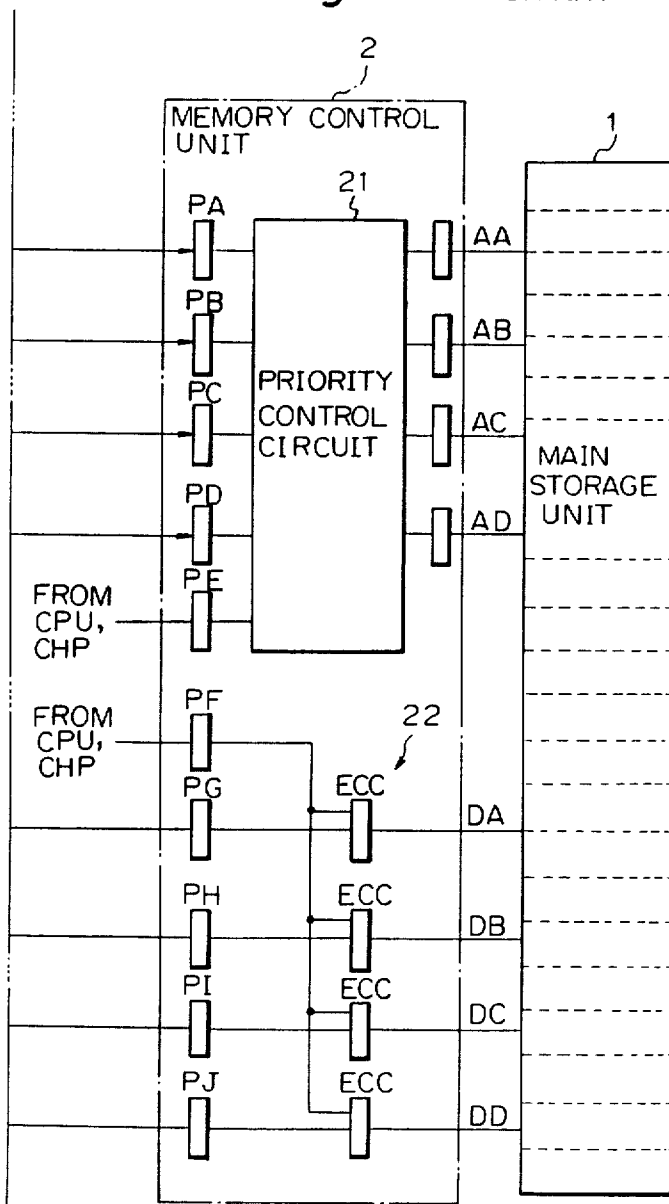 2
MEMORY CONTROL
UNIT
1
21
PA
AA
PB
AB
PRIORITY
CONTROL
CIRCUIT
PC
AC
MAIN
STORAGE
UNIT
PD
AD
PE
FROM
CPU,
CHP
PF
FROM
CPU,
CHP
22
PG
ECC
DA
PH
ECC
DB
PI
ECC
DC
PJ
ECC
DD